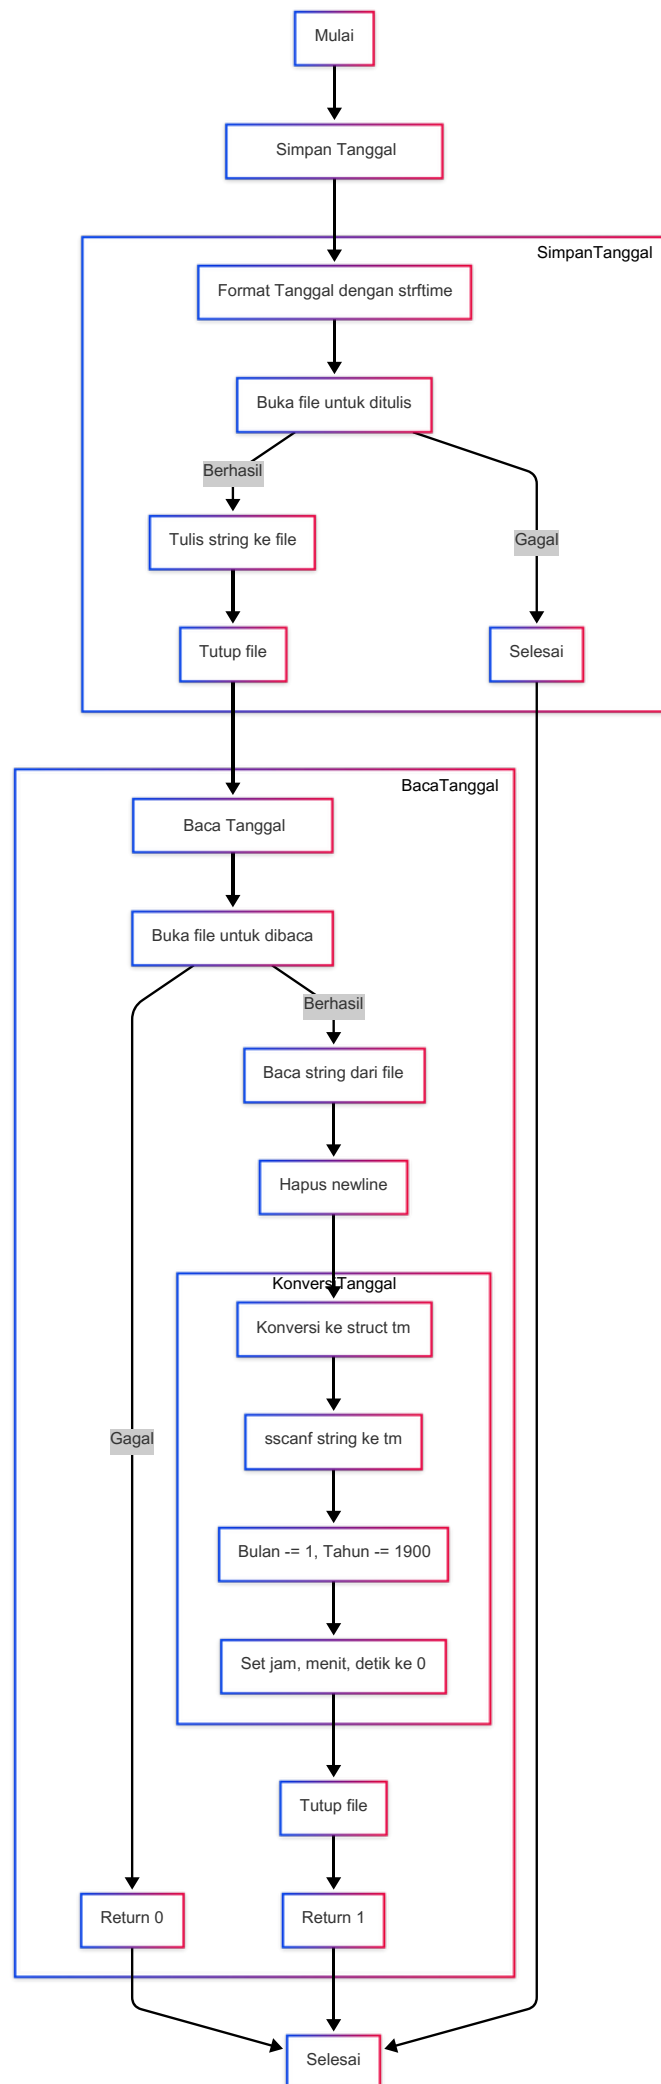 Mulai
Simpan Tanggal
SimpanTanggal
Format Tanggal dengan strftime
Buka file untuk ditulis
Berhasil
Tulis string ke file
Gagal
Tutup file
Selesai
BacaTanggal
Baca Tanggal
Buka file untuk dibaca
Berhasil
Baca string dari file
Hapus newline
KonversiTanggal
Konversi ke struct tm
sscanf string ke tm
Gagal
Bulan -= 1, Tahun -= 1900
Set jam, menit, detik ke 0
Tutup file
Return 0
Return 1
Selesai